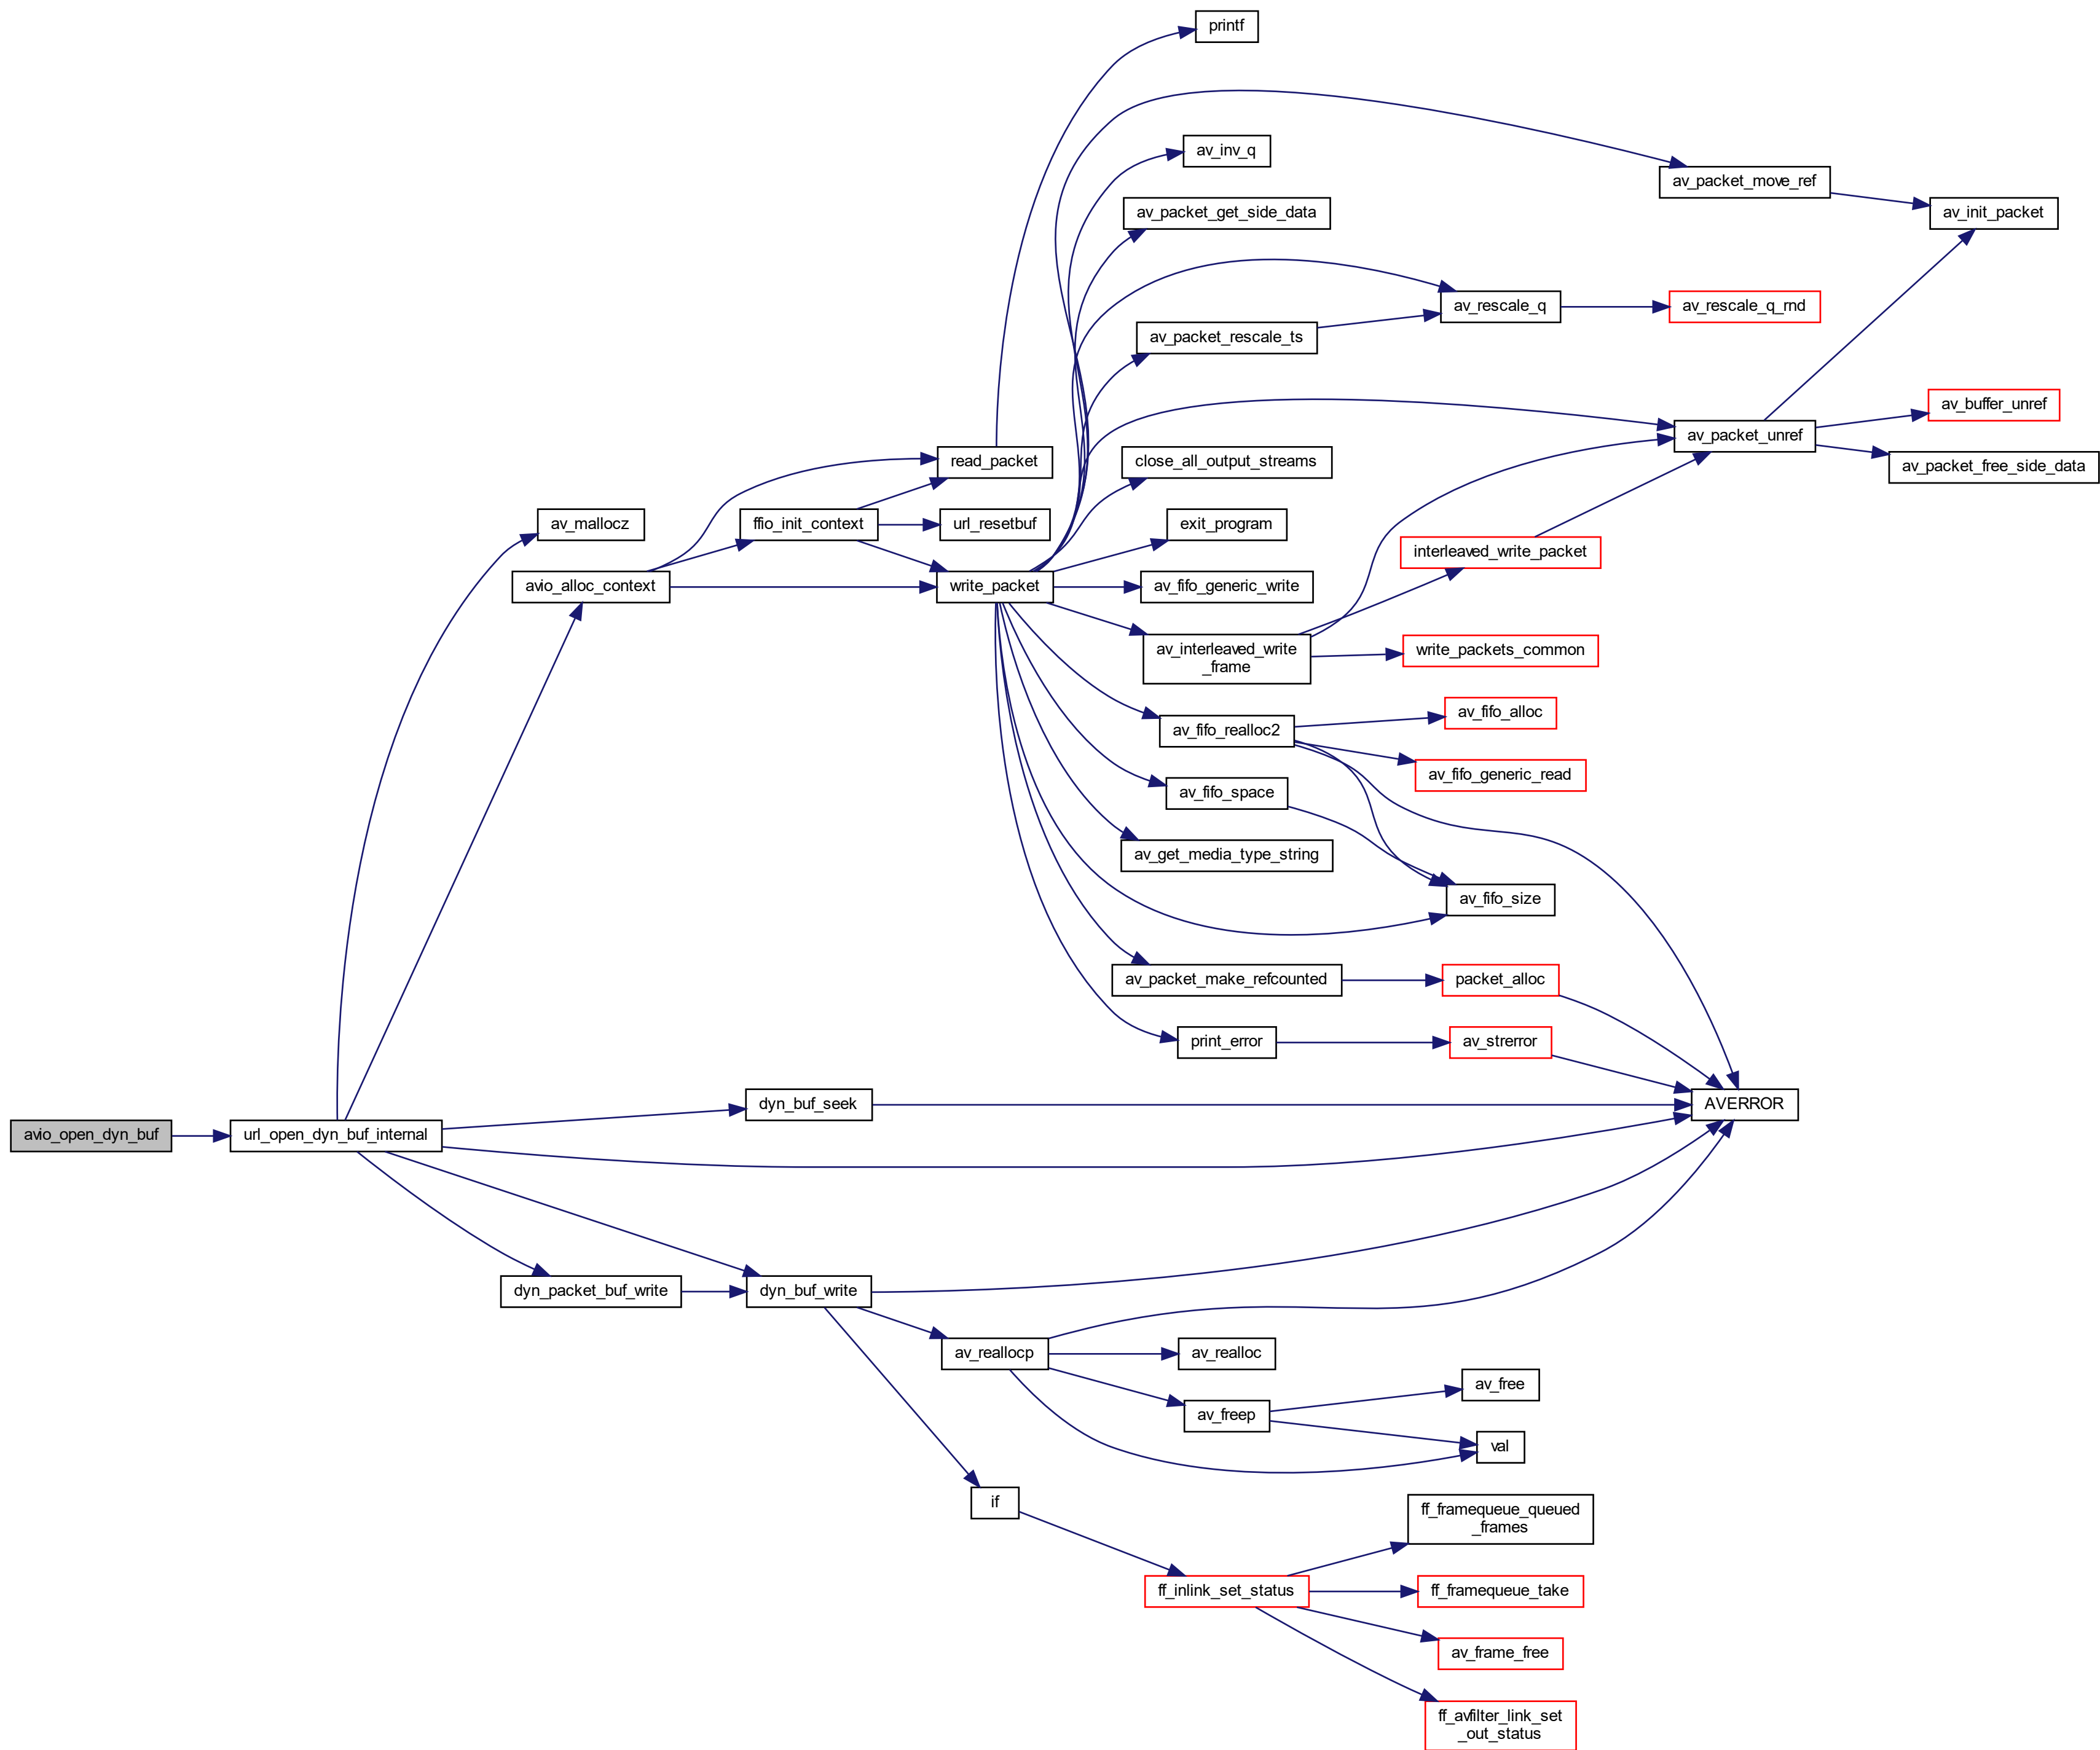 printf
av_inv_q
av_packet_move_ref
av_packet_get_side_data
av_init_packet
av_rescale_q
av_rescale_q_rnd
av_packet_rescale_ts
av_buffer_unref
av_packet_unref
read_packet
close_all_output_streams
av_packet_free_side_data
av_mallocz
ffio_init_context
url_resetbuf
exit_program
interleaved_write_packet
avio_alloc_context
write_packet
av_fifo_generic_write
av_interleaved_write
_frame
write_packets_common
av_fifo_alloc
av_fifo_realloc2
av_fifo_generic_read
av_fifo_space
av_get_media_type_string
av_fifo_size
av_packet_make_refcounted
packet_alloc
print_error
av_strerror
dyn_buf_seek
AVERROR
avio_open_dyn_buf
url_open_dyn_buf_internal
dyn_packet_buf_write
dyn_buf_write
av_reallocp
av_realloc
av_free
av_freep
val
if
ff_framequeue_queued
_frames
ff_inlink_set_status
ff_framequeue_take
av_frame_free
ff_avfilter_link_set
_out_status